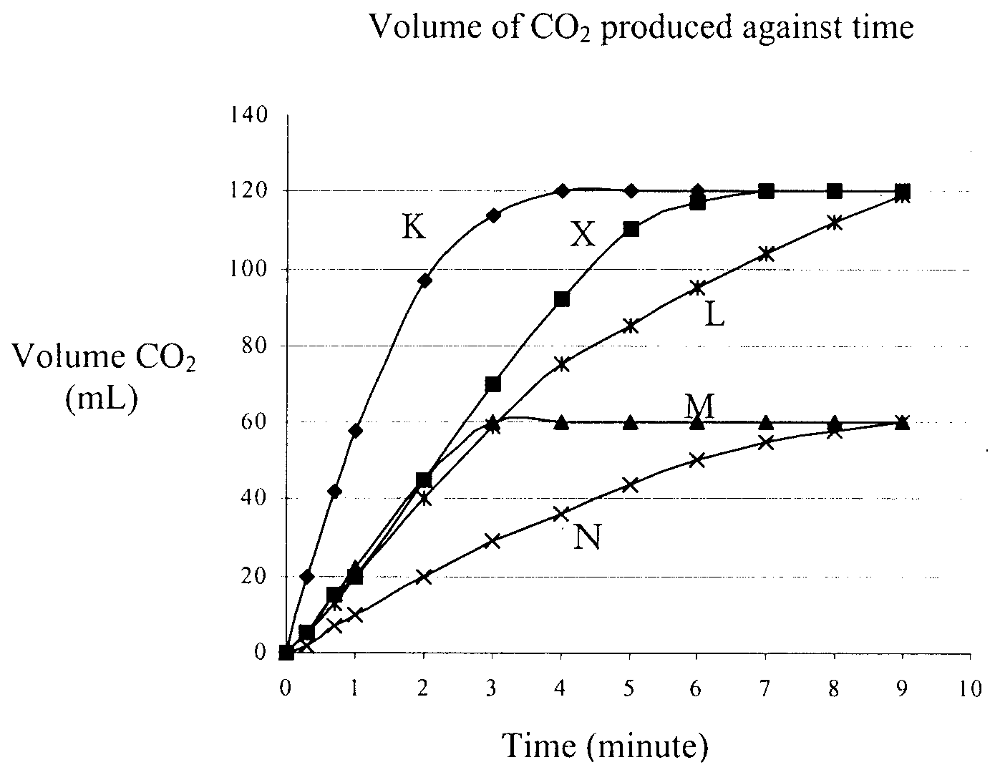 Volume of CO₂ produced against time
140
120
100
80
60
40
20
0
Volume CO₂
(mL)
K
X
L
M
N
0 1 2 3 4 5 6 7 8 9 10
Time (minute)